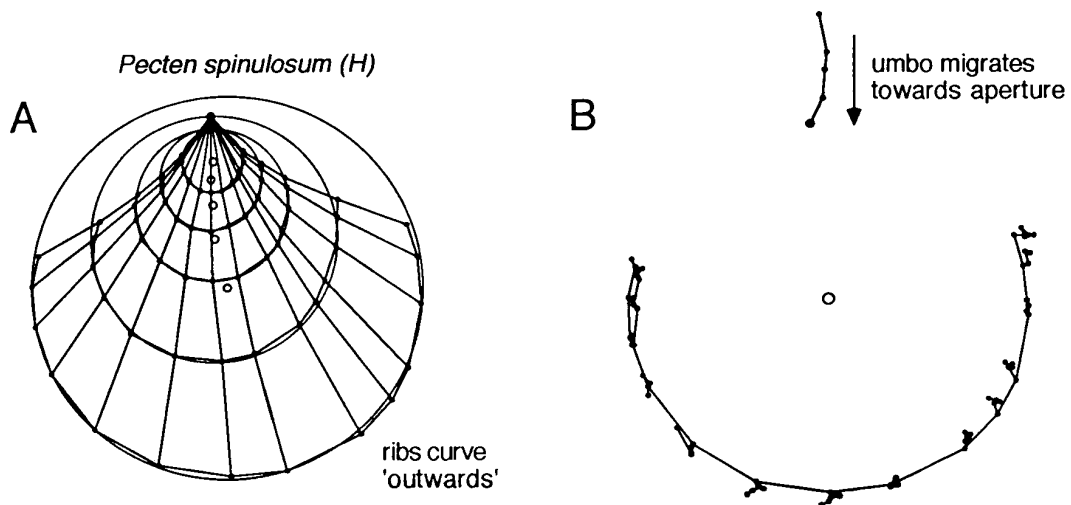 Pecten spinulosum (H)
A
ribs curve
'outwards'
B
umbo migrates
towards aperture